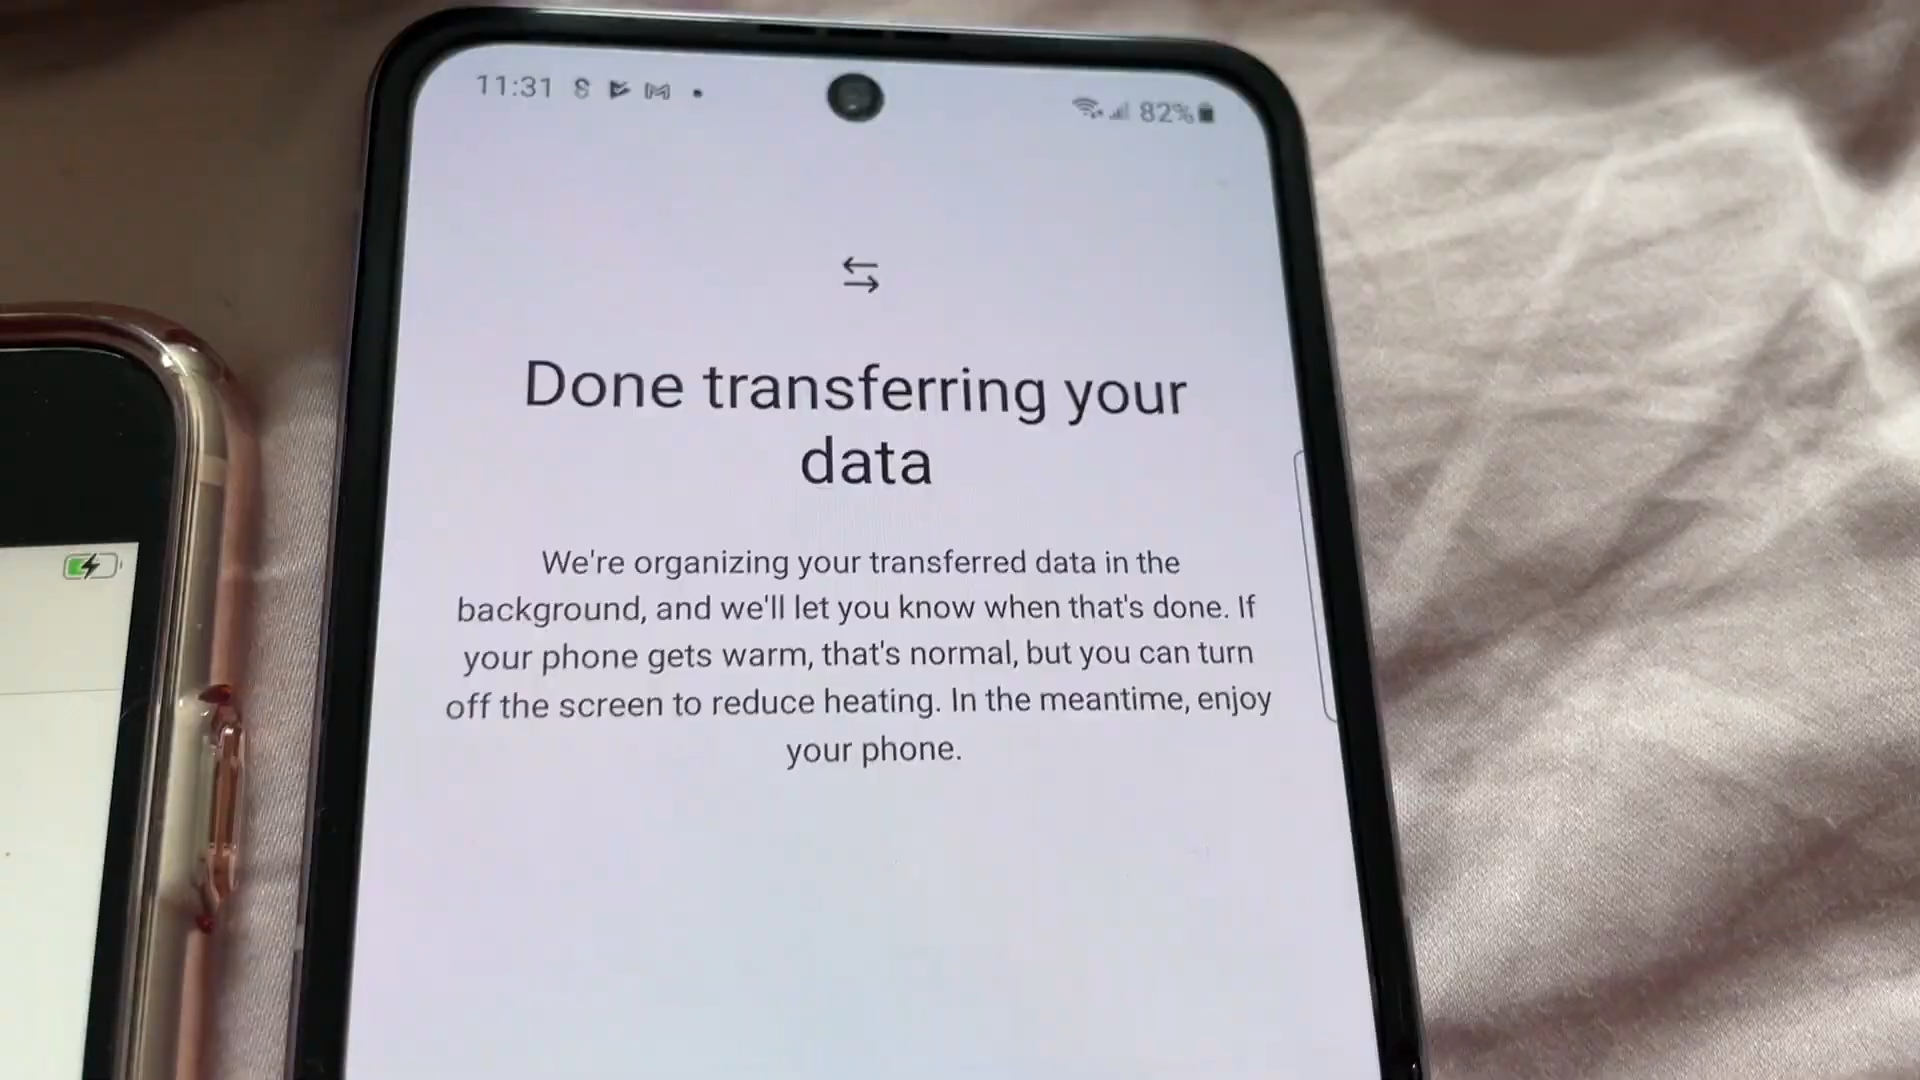 11:31 82%
Done transferring your
data
We're organizing your transferred data in the
background, and we'll let you know when that's done. If
your phone gets warm, that's normal, but you can turn
off the screen to reduce heating. In the meantime, enjoy
your phone.